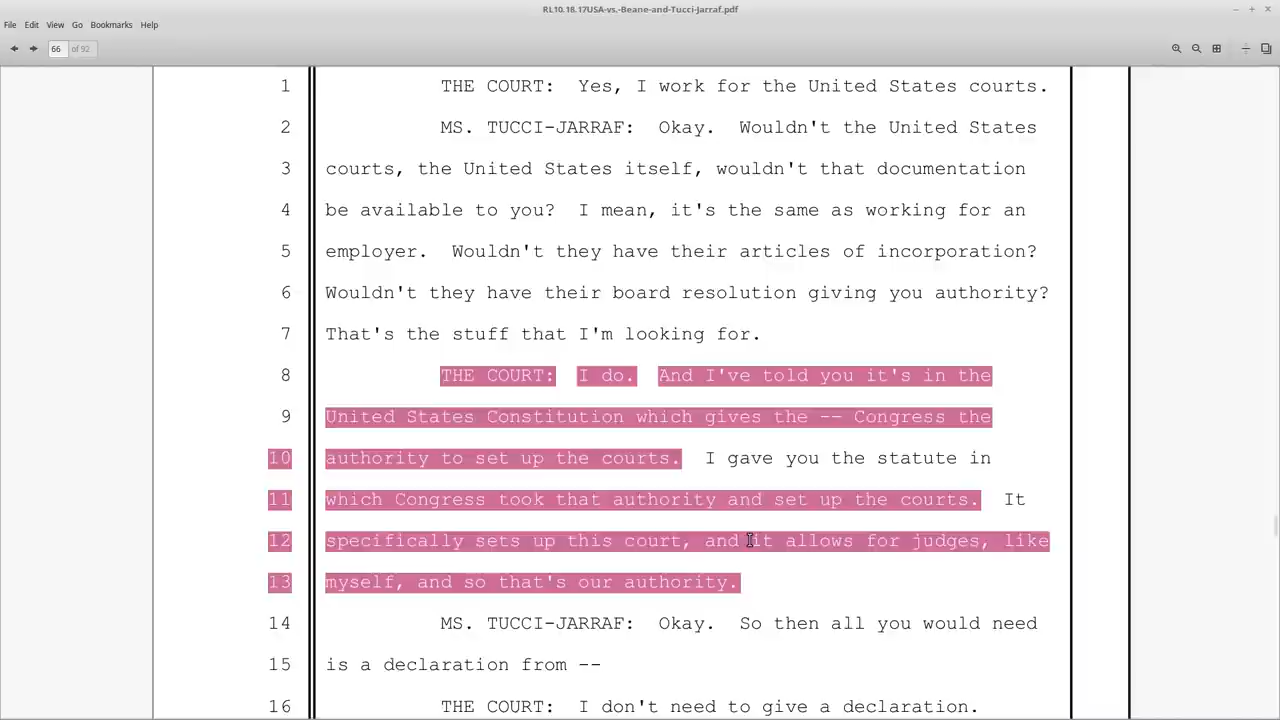 RL10.18.17USA-vs.-Beane-and-Tucci-Jarraf.pdf
File Edit View Go Bookmarks Help
66 of 92
1 THE COURT: Yes, I work for the United States courts.
2 MS. TUCCI-JARRAF: Okay. Wouldn't the United States
3 courts, the United States itself, wouldn't that documentation
4 be available to you? I mean, it's the same as working for an
5 employer. Wouldn't they have their articles of incorporation?
6 Wouldn't they have their board resolution giving you authority?
7 That's the stuff that I'm looking for.
8 THE COURT: I do. And I've told you it's in the
9 United States Constitution which gives the -- Congress the
10 authority to set up the courts. I gave you the statute in
11 which Congress took that authority and set up the courts. It
12 specifically sets up this court, and it allows for judges, like
13 myself, and so that's our authority.
14 MS. TUCCI-JARRAF: Okay. So then all you would need
15 is a declaration from --
16 THE COURT: I don't need to give a declaration.